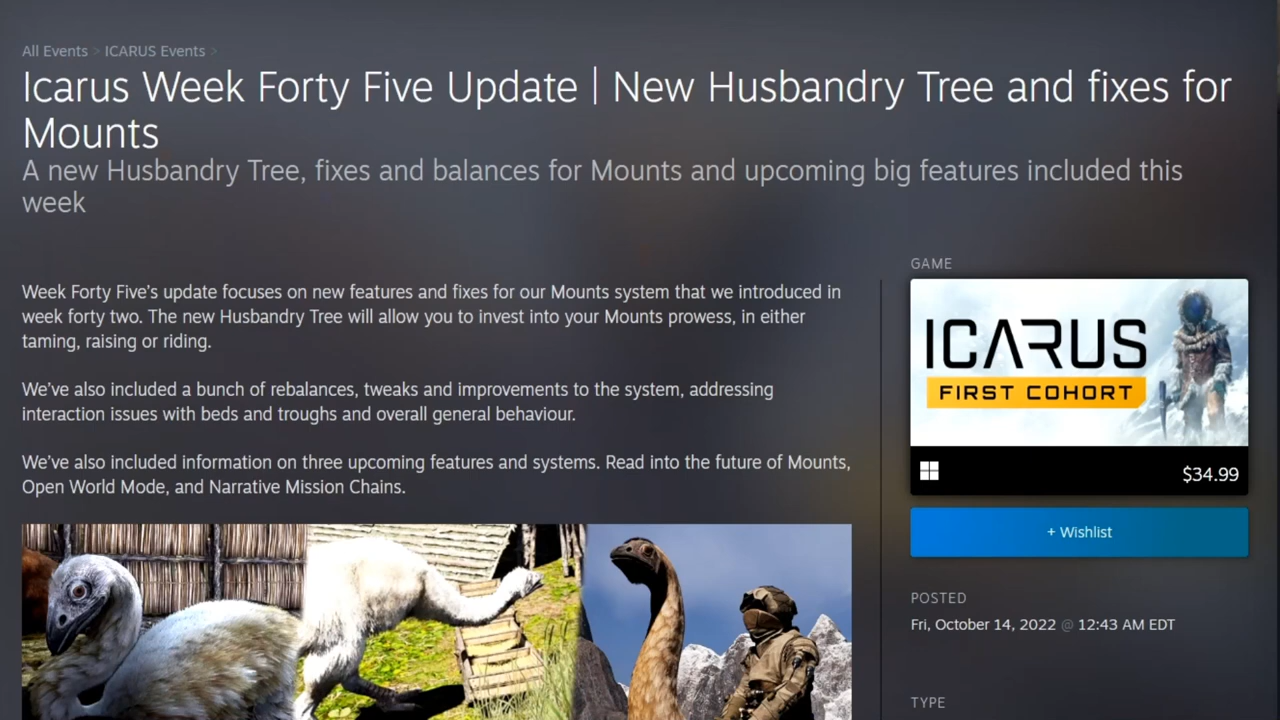 All Events > ICARUS Events >
Icarus Week Forty Five Update | New Husbandry Tree and fixes for
Mounts
A new Husbandry Tree, fixes and balances for Mounts and upcoming big features included this
week
Week Forty Five's update focuses on new features and fixes for our Mounts system that we introduced in
week forty two. The new Husbandry Tree will allow you to invest into your Mounts prowess, in either
taming, raising or riding.
We've also included a bunch of rebalances, tweaks and improvements to the system, addressing
interaction issues with beds and troughs and overall general behaviour.
We've also included information on three upcoming features and systems. Read into the future of Mounts,
Open World Mode, and Narrative Mission Chains.
GAME
ICARUS
FIRST COHORT
$34.99
+ Wishlist
POSTED
Fri, October 14, 2022 @ 12:43 AM EDT
TYPE